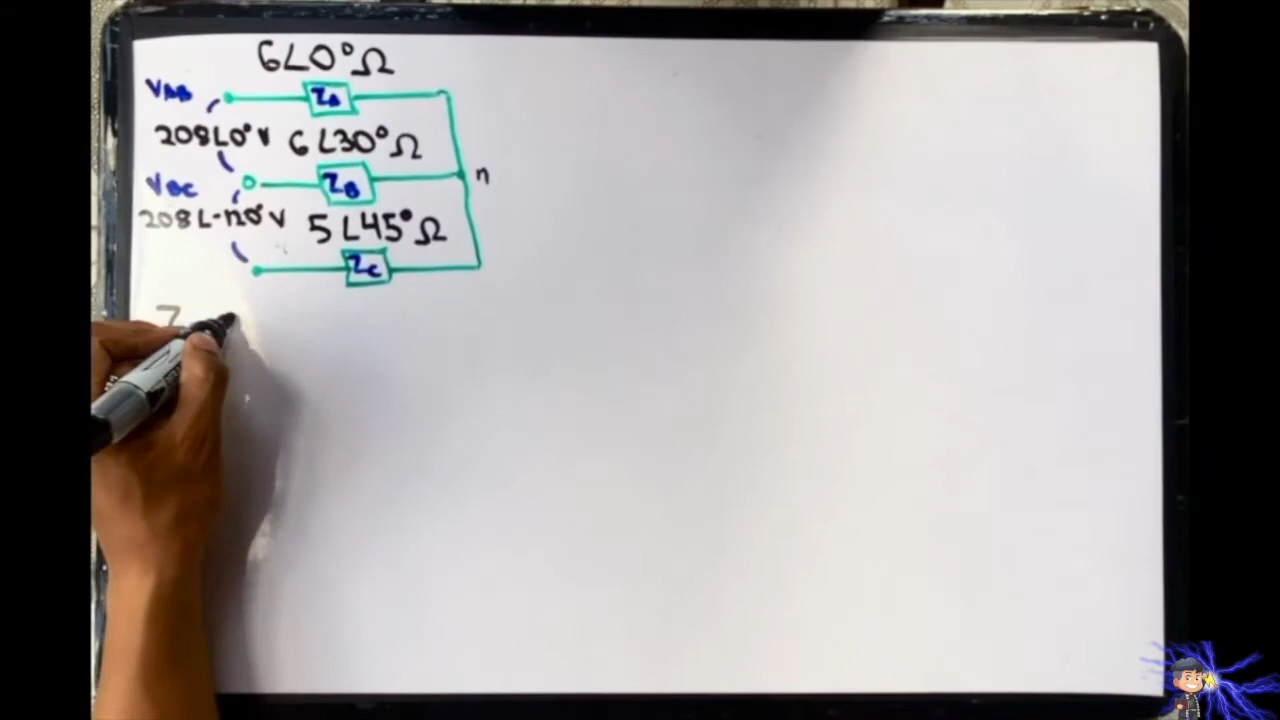 6∠0°Ω
VAB
ZA
208∠0° V
6∠30°Ω
VBC
ZB
n
208∠-120° V
5∠45°Ω
ZC
Z